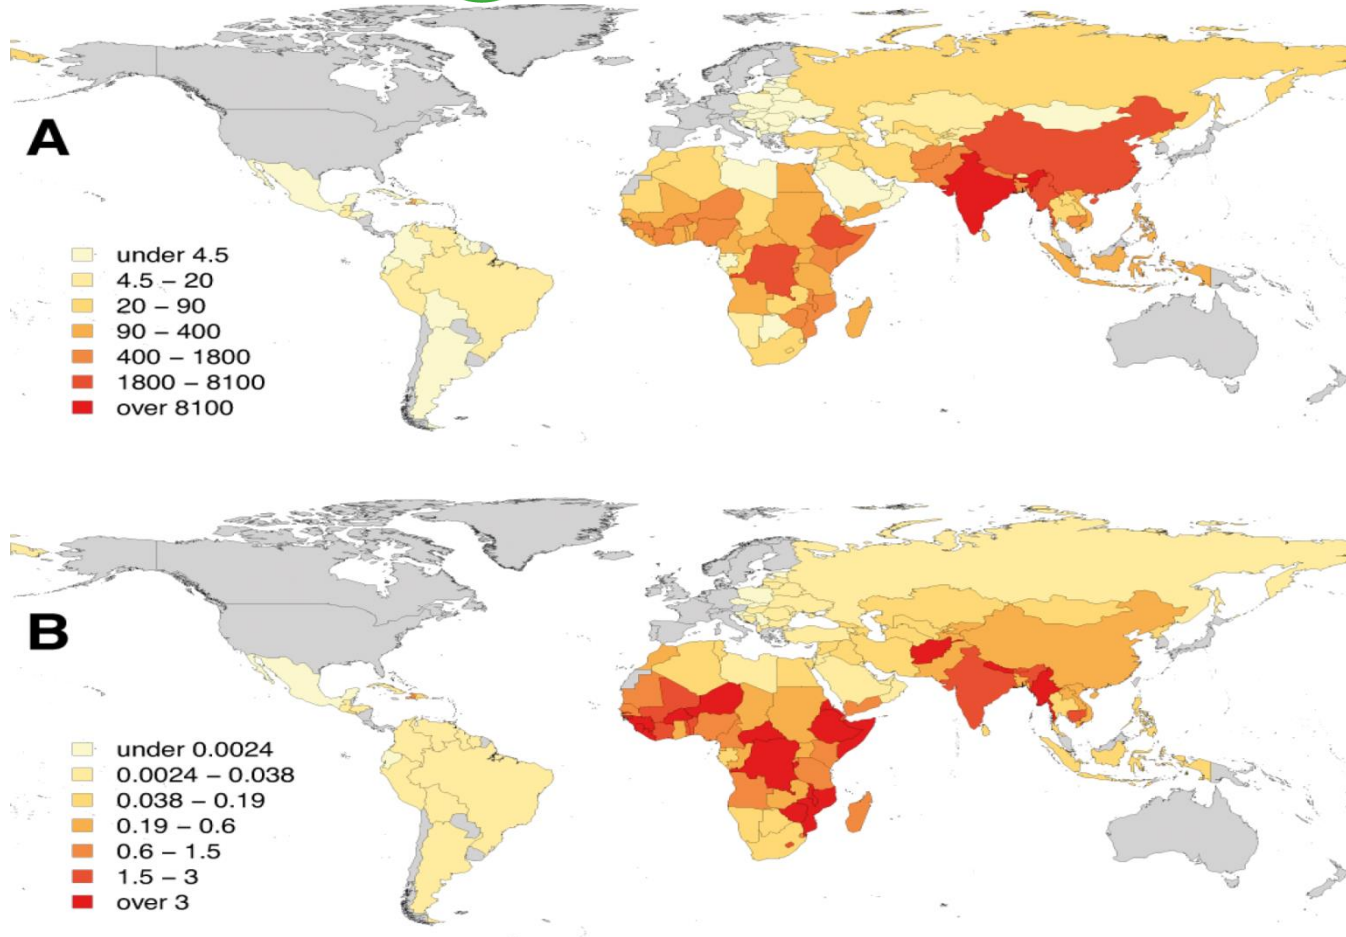 A
under 4.5
4.5 – 20
20 – 90
90 – 400
400 – 1800
1800 – 8100
over 8100
B
under 0.0024
0.0024 – 0.038
0.038 – 0.19
0.19 – 0.6
0.6 – 1.5
1.5 – 3
over 3